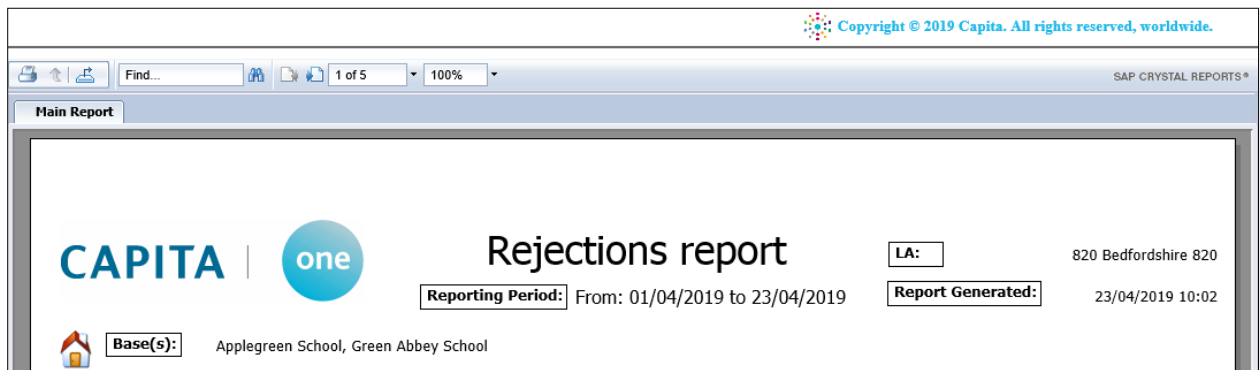 Copyright © 2019 Capita. All rights reserved, worldwide.
Find... 1 of 5 100% SAP CRYSTAL REPORTS®
Main Report
CAPITA | one Rejections report LA: 820 Bedfordshire 820
Reporting Period: From: 01/04/2019 to 23/04/2019 Report Generated: 23/04/2019 10:02
Base(s): Applegreen School, Green Abbey School